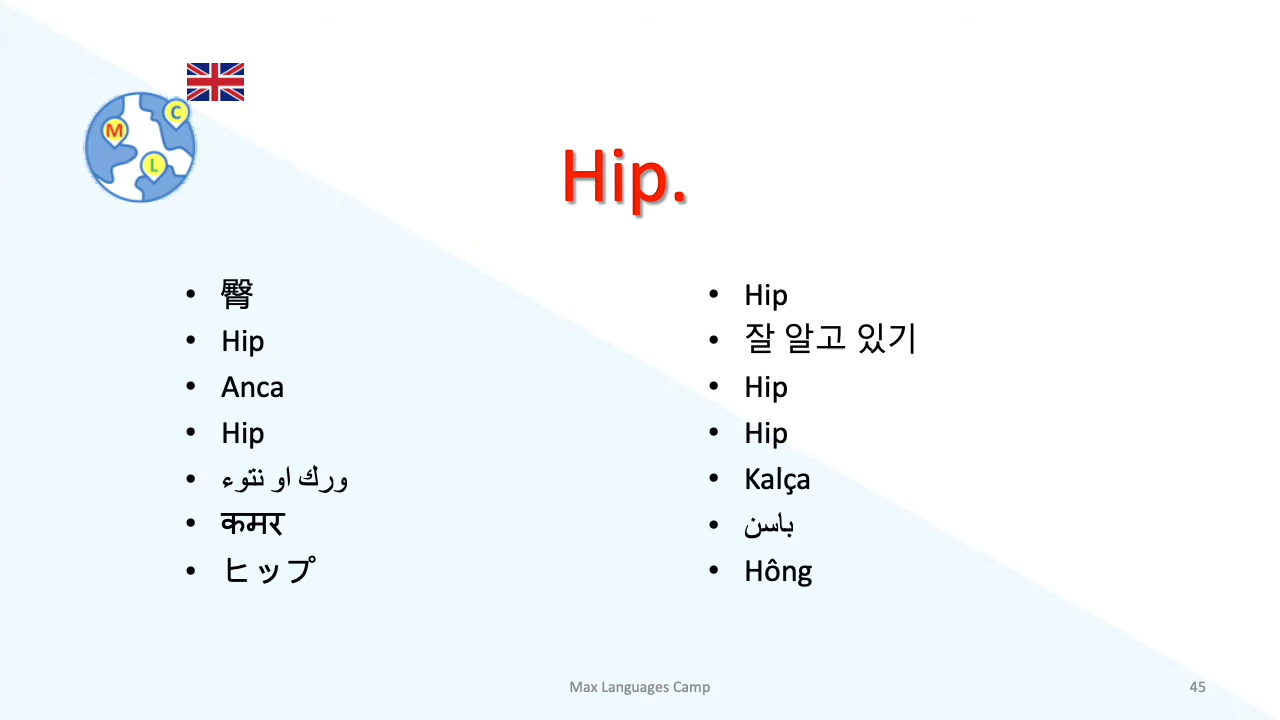 M
C
L
Hip.
• 臀
• Hip
• Anca
• Hip
• ورك او نتوء
• कमर
• ヒップ
• Hip
• 잘 알고 있기
• Hip
• Hip
• Kalça
• باسن
• Hông
Max Languages Camp
45